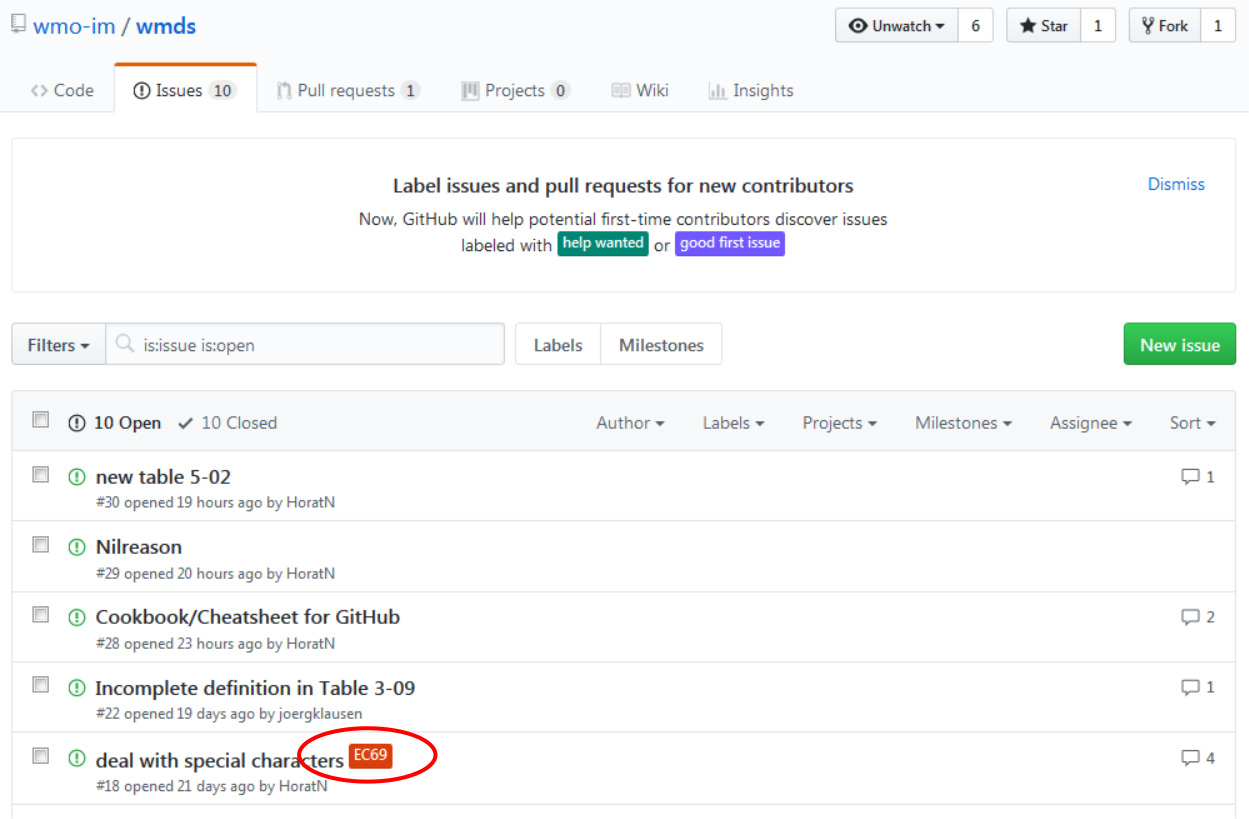 wmo-im / wmds
Unwatch 6 Star 1 Fork 1
Code Issues 10 Pull requests 1 Projects 0 Wiki Insights
Label issues and pull requests for new contributors
Dismiss
Now, GitHub will help potential first-time contributors discover issues
labeled with help wanted or good first issue
Filters is:issue is:open Labels Milestones New issue
10 Open 10 Closed Author Labels Projects Milestones Assignee Sort
new table 5-02 1
#30 opened 19 hours ago by HoratN
Nilreason
#29 opened 20 hours ago by HoratN
Cookbook/Cheatsheet for GitHub 2
#28 opened 23 hours ago by HoratN
Incomplete definition in Table 3-09 1
#22 opened 19 days ago by joergklausen
deal with special characters EC69 4
#18 opened 21 days ago by HoratN